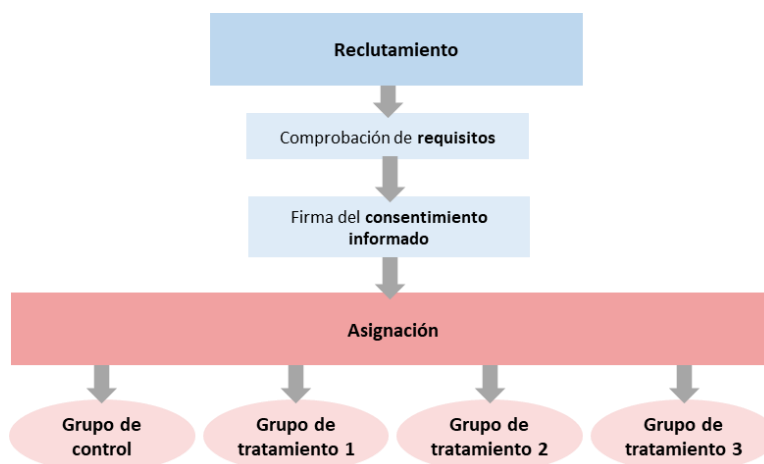 Reclutamiento
Comprobación de requisitos
Firma del consentimiento
informado
Asignación
Grupo de
control
Grupo de
tratamiento 1
Grupo de
tratamiento 2
Grupo de
tratamiento 3